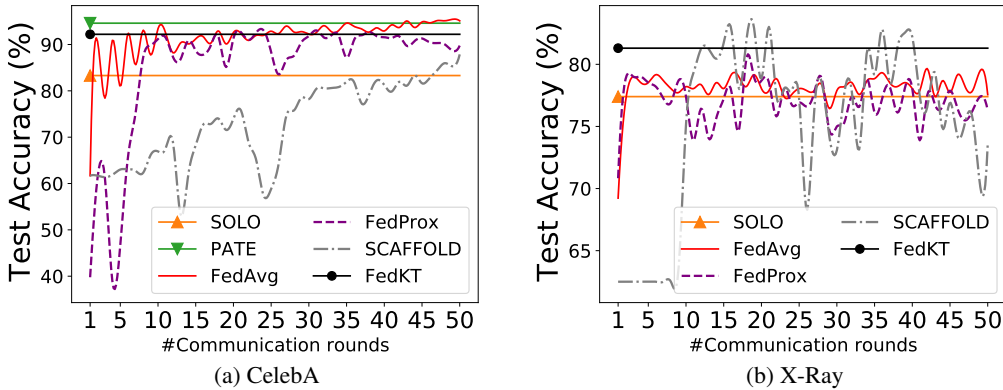 Test Accuracy (%)
90
80
70
60
50
40
SOLO
PATE
FedAvg
FedProx
SCAFFOLD
FedKT
1 5 10 15 20 25 30 35 40 45 50
#Communication rounds
(a) CelebA
Test Accuracy (%)
80
75
70
65
SOLO
FedAvg
FedProx
SCAFFOLD
FedKT
1 5 10 15 20 25 30 35 40 45 50
#Communication rounds
(b) X-Ray